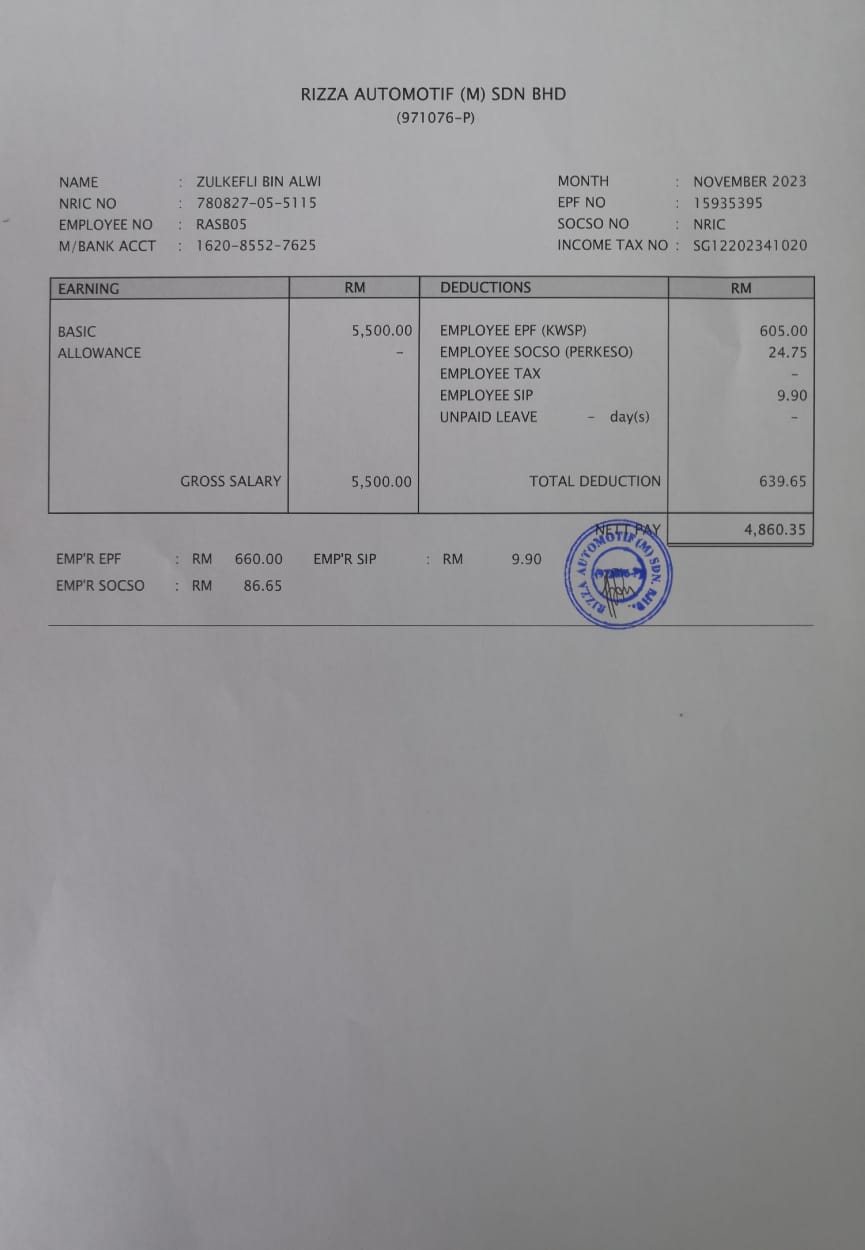 RIZZA AUTOMOTIF (M) SDN BHD
(971076-P)
NAME : ZULKEFLI BIN ALWI MONTH : NOVEMBER 2023
NRIC NO : 780827-05-5115 EPF NO : 15935395
EMPLOYEE NO : RASB05 SOCSO NO : NRIC
M/BANK ACCT : 1620-8552-7625 INCOME TAX NO : SG12202341020
EARNING RM DEDUCTIONS RM
BASIC 5,500.00 EMPLOYEE EPF (KWSP) 605.00
ALLOWANCE – EMPLOYEE SOCSO (PERKESO) 24.75
EMPLOYEE TAX –
EMPLOYEE SIP 9.90
UNPAID LEAVE – day(s) –
GROSS SALARY 5,500.00 TOTAL DEDUCTION 639.65
NETT PAY 4,860.35
EMP'R EPF : RM 660.00 EMP'R SIP : RM 9.90
EMP'R SOCSO : RM 86.65
RIZZA AUTOMOTIF (M) SDN. BHD.